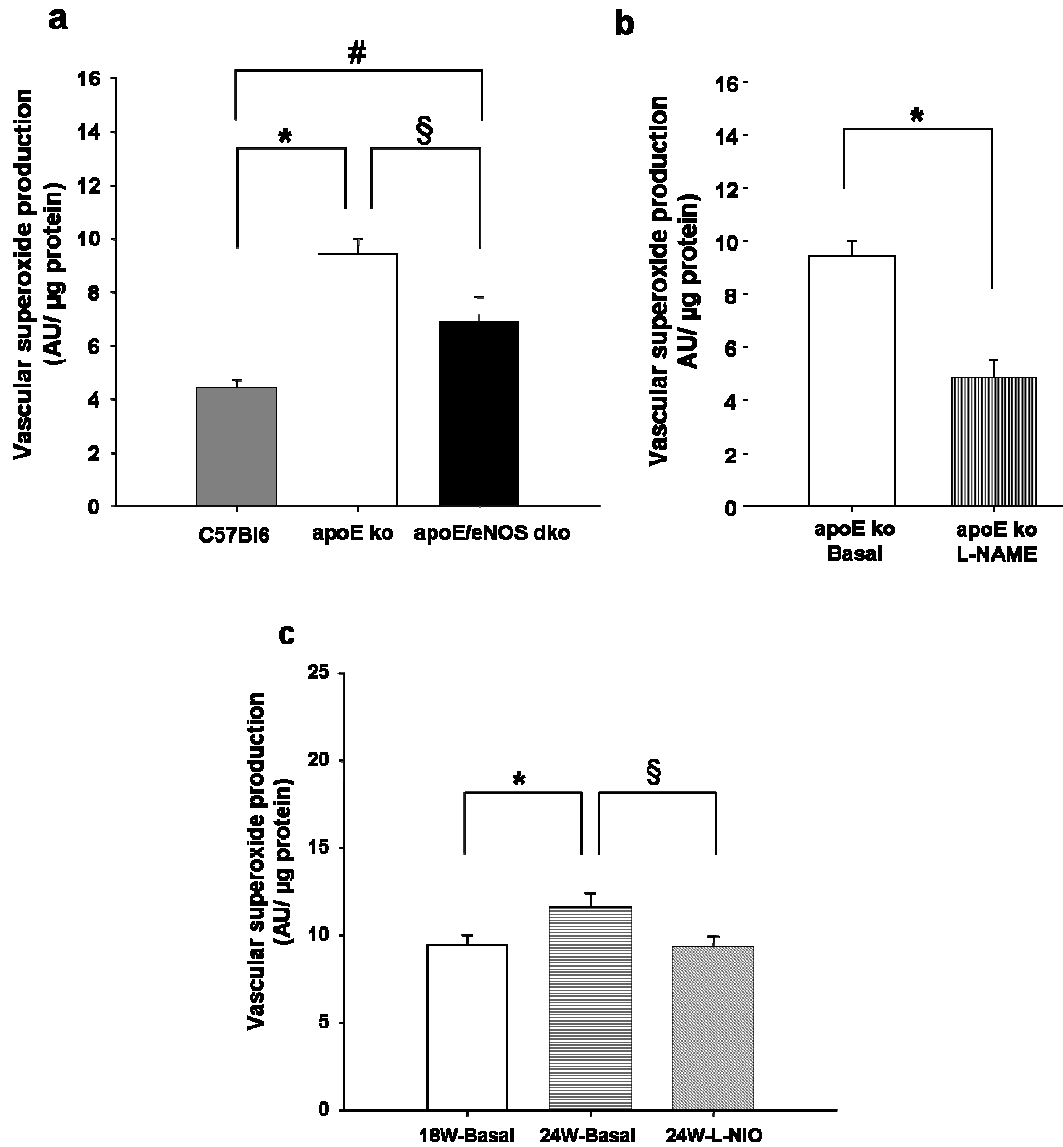 a
#
* §
Vascular superoxide production
(AU/ µg protein)
16
14
12
10
8
6
4
2
0
C57Bl6 apoE ko apoE/eNOS dko
b
*
Vascular superoxide production
AU/ µg protein)
16
14
12
10
8
6
4
2
0
apoE ko
Basal
apoE ko
L-NAME
c
* §
Vascular superoxide production
(AU/ µg protein)
25
20
15
10
5
0
18W-Basal 24W-Basal 24W-L-NIO